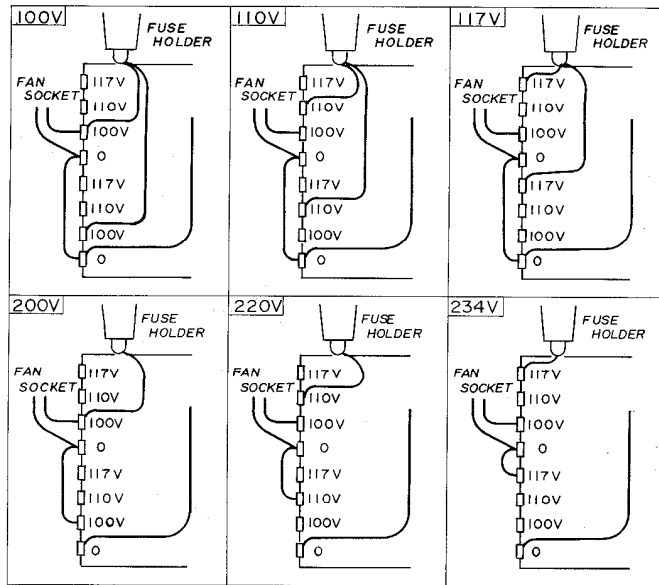 100V
FUSE
HOLDER
FAN
SOCKET
117V
110V
100V
0
117V
110V
100V
0
110V
FUSE
HOLDER
FAN
SOCKET
117V
110V
100V
0
117V
110V
100V
0
117V
FUSE
HOLDER
FAN
SOCKET
117V
110V
100V
0
117V
110V
100V
0
200V
FUSE
HOLDER
FAN
SOCKET
117V
110V
100V
0
117V
110V
100V
0
220V
FUSE
HOLDER
FAN
SOCKET
117V
110V
100V
0
117V
110V
100V
0
234V
FUSE
HOLDER
FAN
SOCKET
117V
110V
100V
0
117V
110V
100V
0